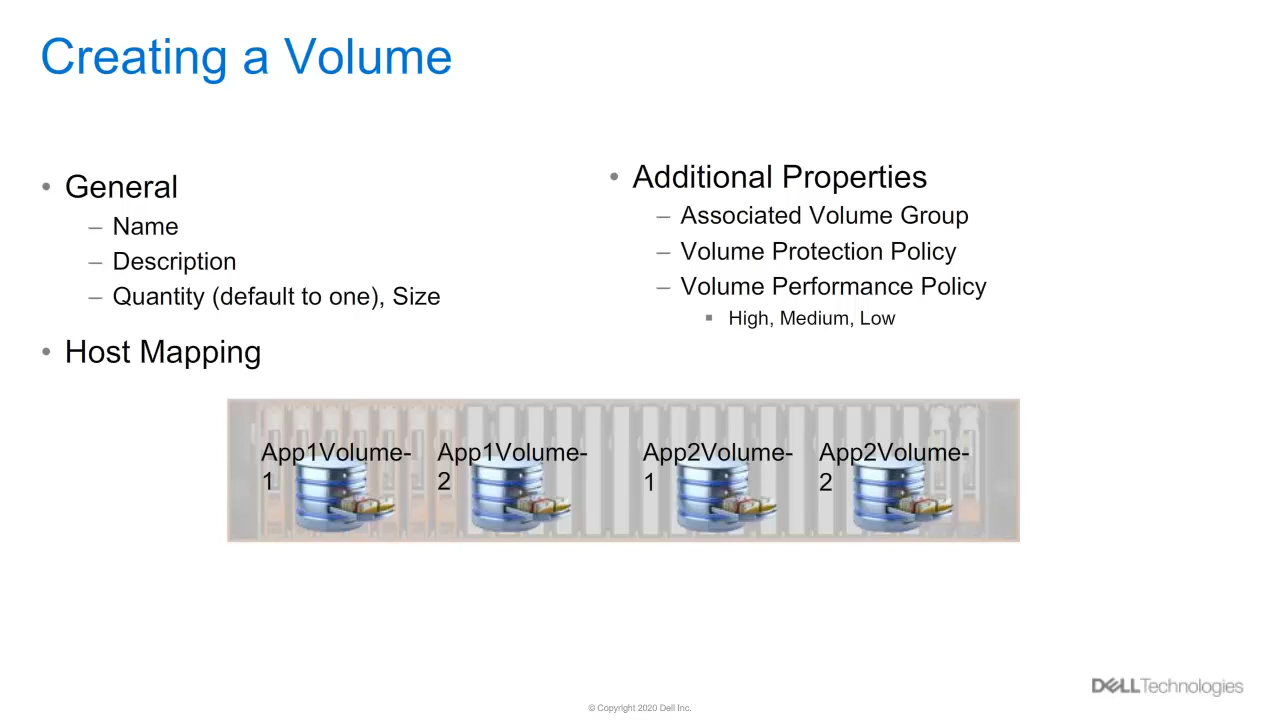 Creating a Volume
• General
– Name
– Description
– Quantity (default to one), Size
• Host Mapping
• Additional Properties
– Associated Volume Group
– Volume Protection Policy
– Volume Performance Policy
▪ High, Medium, Low
App1Volume-
1
App1Volume-
2
App2Volume-
1
App2Volume-
2
DELLTechnologies
© Copyright 2020 Dell Inc.